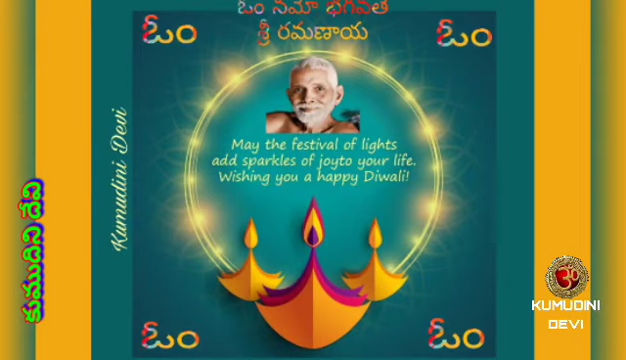 ఓం నమో భగవతే
శ్రీ రమణాయ
ఓం
ఓం
May the festival of lights
add sparkles of joyto your life.
Wishing you a happy Diwali!
Kumudini Devi
కుముదిని దేవి
ॐ
KUMUDINI
DEVI
ఓం
ఓం